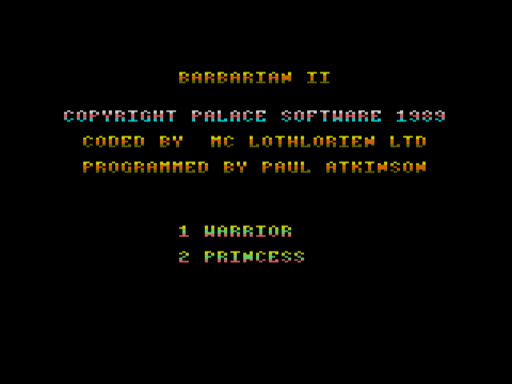 BARBARIAN II
COPYRIGHT PALACE SOFTWARE 1989
CODED BY  MC LOTHLORIEN LTD
PROGRAMMED BY PAUL ATKINSON
1 WARRIOR
2 PRINCESS